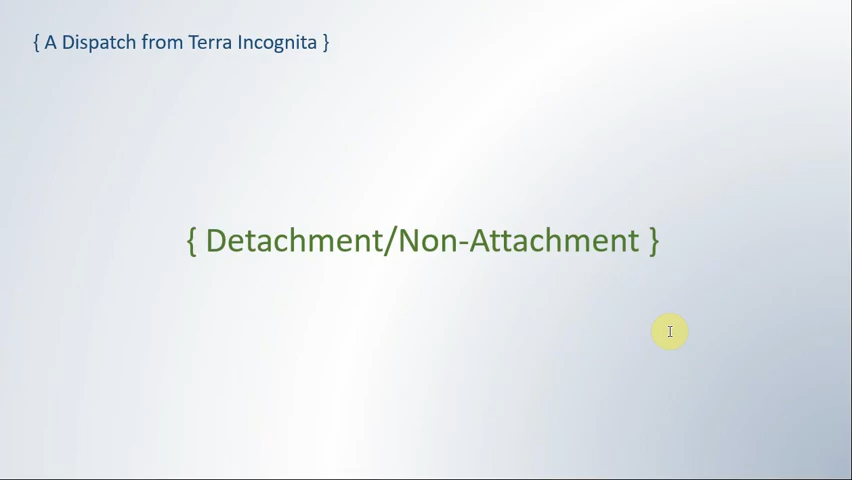 { A Dispatch from Terra Incognita }
{ Detachment/Non-Attachment }